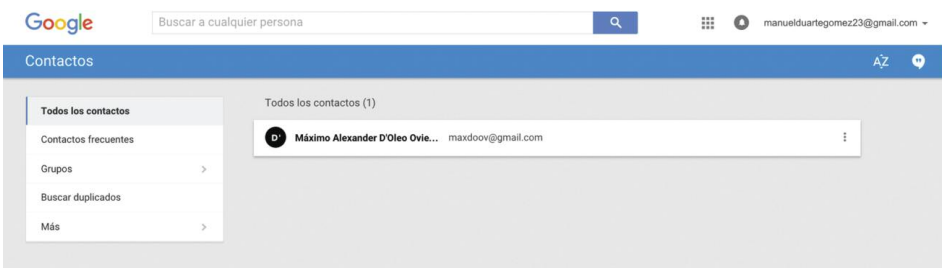 Google
Buscar a cualquier persona
manuelduartegomez23@gmail.com
Contactos
AZ
Todos los contactos
Contactos frecuentes
Grupos
Buscar duplicados
Más
Todos los contactos (1)
D' Máximo Alexander D'Oleo Ovie... maxdoov@gmail.com